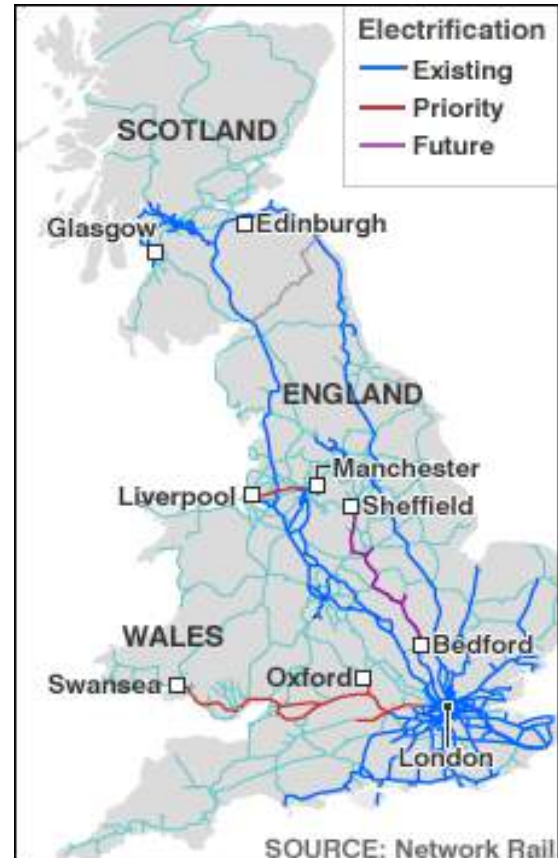 Electrification
Existing
Priority
Future
SCOTLAND
Glasgow
Edinburgh
ENGLAND
Manchester
Liverpool
Sheffield
WALES
Bedford
Swansea
Oxford
London
SOURCE: Network Rail